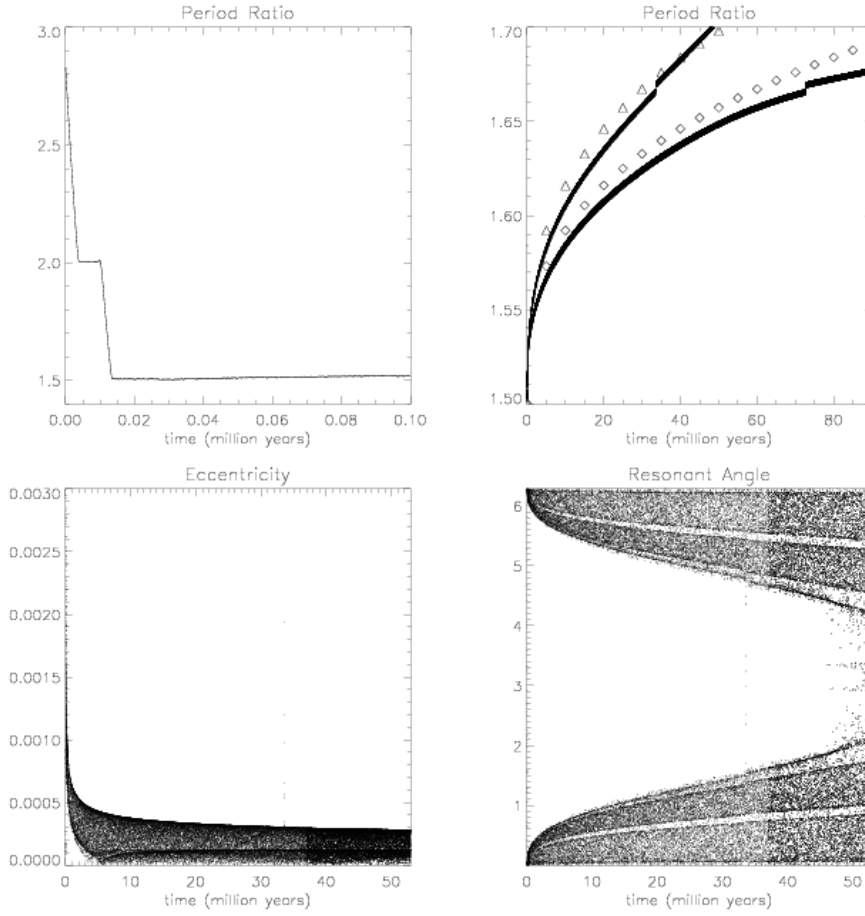 Period Ratio
3.0
2.5
2.0
1.5
0.00 0.02 0.04 0.06 0.08 0.10
time (million years)
Period Ratio
1.70
1.65
1.60
1.55
1.50
0 20 40 60 80
time (million years)
Eccentricity
0.0030
0.0025
0.0020
0.0015
0.0010
0.0005
0.0000
0 10 20 30 40 50
time (million years)
Resonant Angle
6
5
4
3
2
1
0 10 20 30 40 50
time (million years)